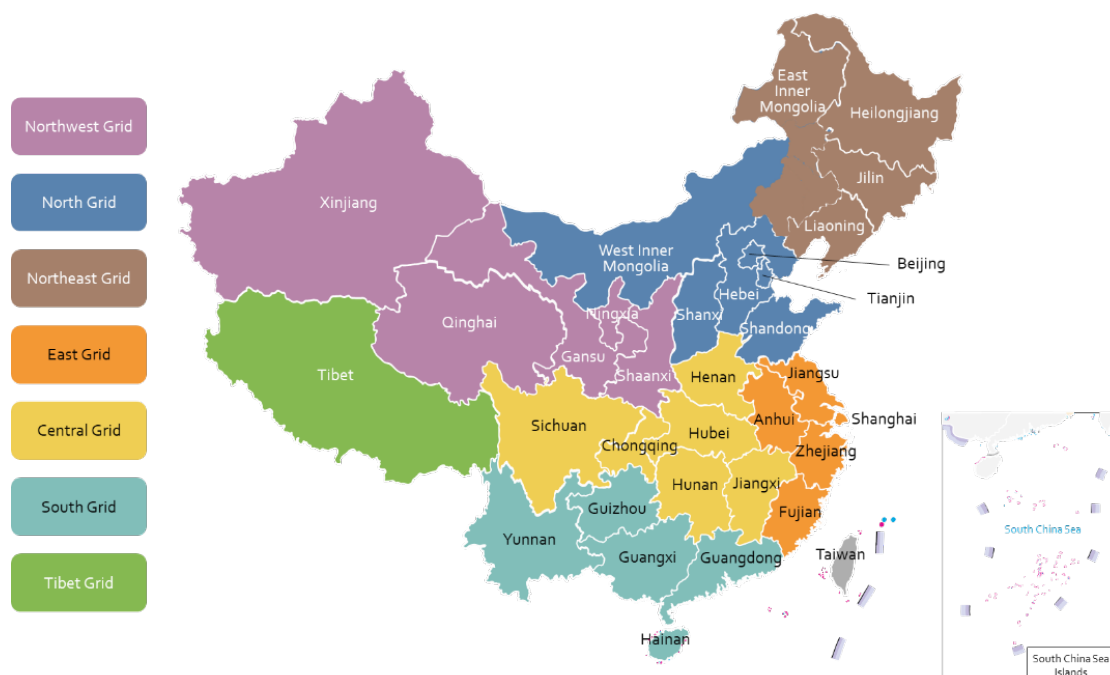 Northwest Grid
North Grid
Northeast Grid
East Grid
Central Grid
South Grid
Tibet Grid
East
Inner
Mongolia
Heilongjiang
Jilin
Liaoning
Xinjiang
West Inner
Mongolia
Beijing
Tianjin
Hebei
Shanxi
Shandong
Qinghai
Ningxia
Gansu
Shaanxi
Tibet
Henan
Jiangsu
Anhui
Shanghai
Sichuan
Chongqing
Hubei
Zhejiang
Hunan
Jiangxi
Fujian
Guizhou
Yunnan
Guangxi
Guangdong
Taiwan
Hainan
South China Sea
South China Sea
Islands